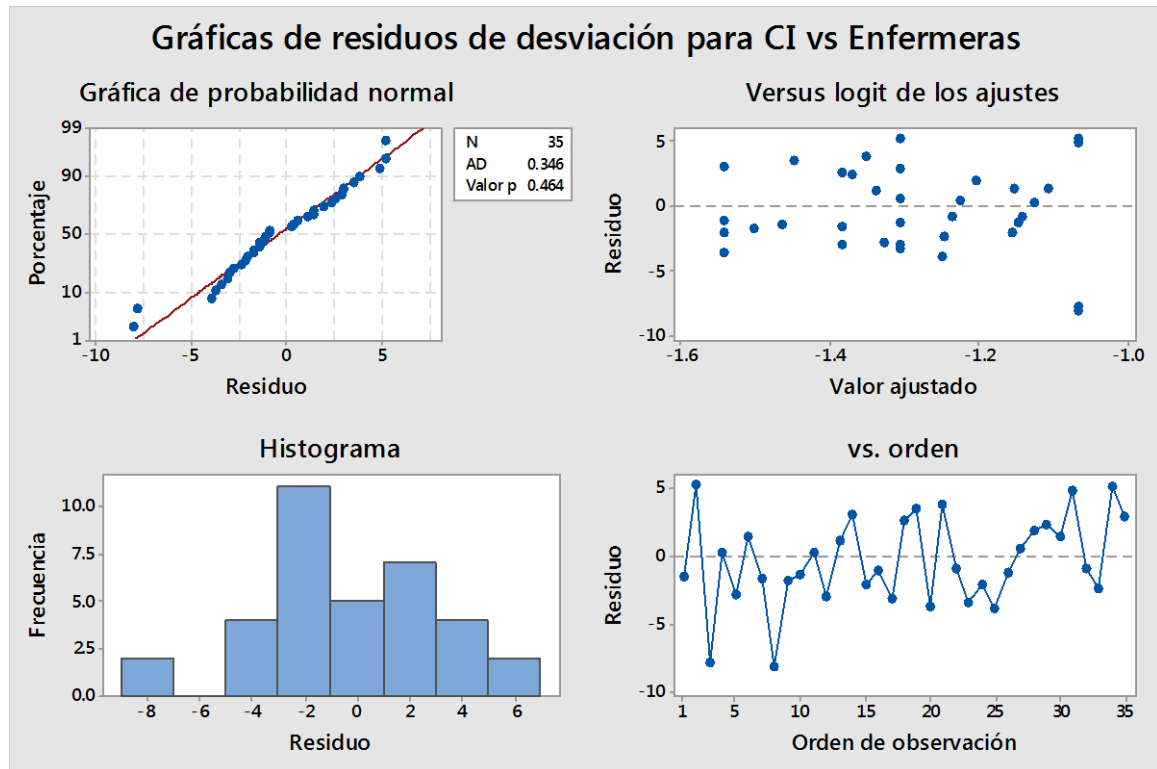 Gráficas de residuos de desviación para CI vs Enfermeras
Gráfica de probabilidad normal
99
90
50
10
1
Porcentaje
-10 -5 0 5
Residuo
N 35
AD 0.346
Valor p 0.464
Versus logit de los ajustes
5
0
-5
-10
Residuo
-1.6 -1.4 -1.2 -1.0
Valor ajustado
Histograma
10.0
7.5
5.0
2.5
0.0
Frecuencia
-8 -6 -4 -2 0 2 4 6
Residuo
vs. orden
5
0
-5
-10
Residuo
1 5 10 15 20 25 30 35
Orden de observación